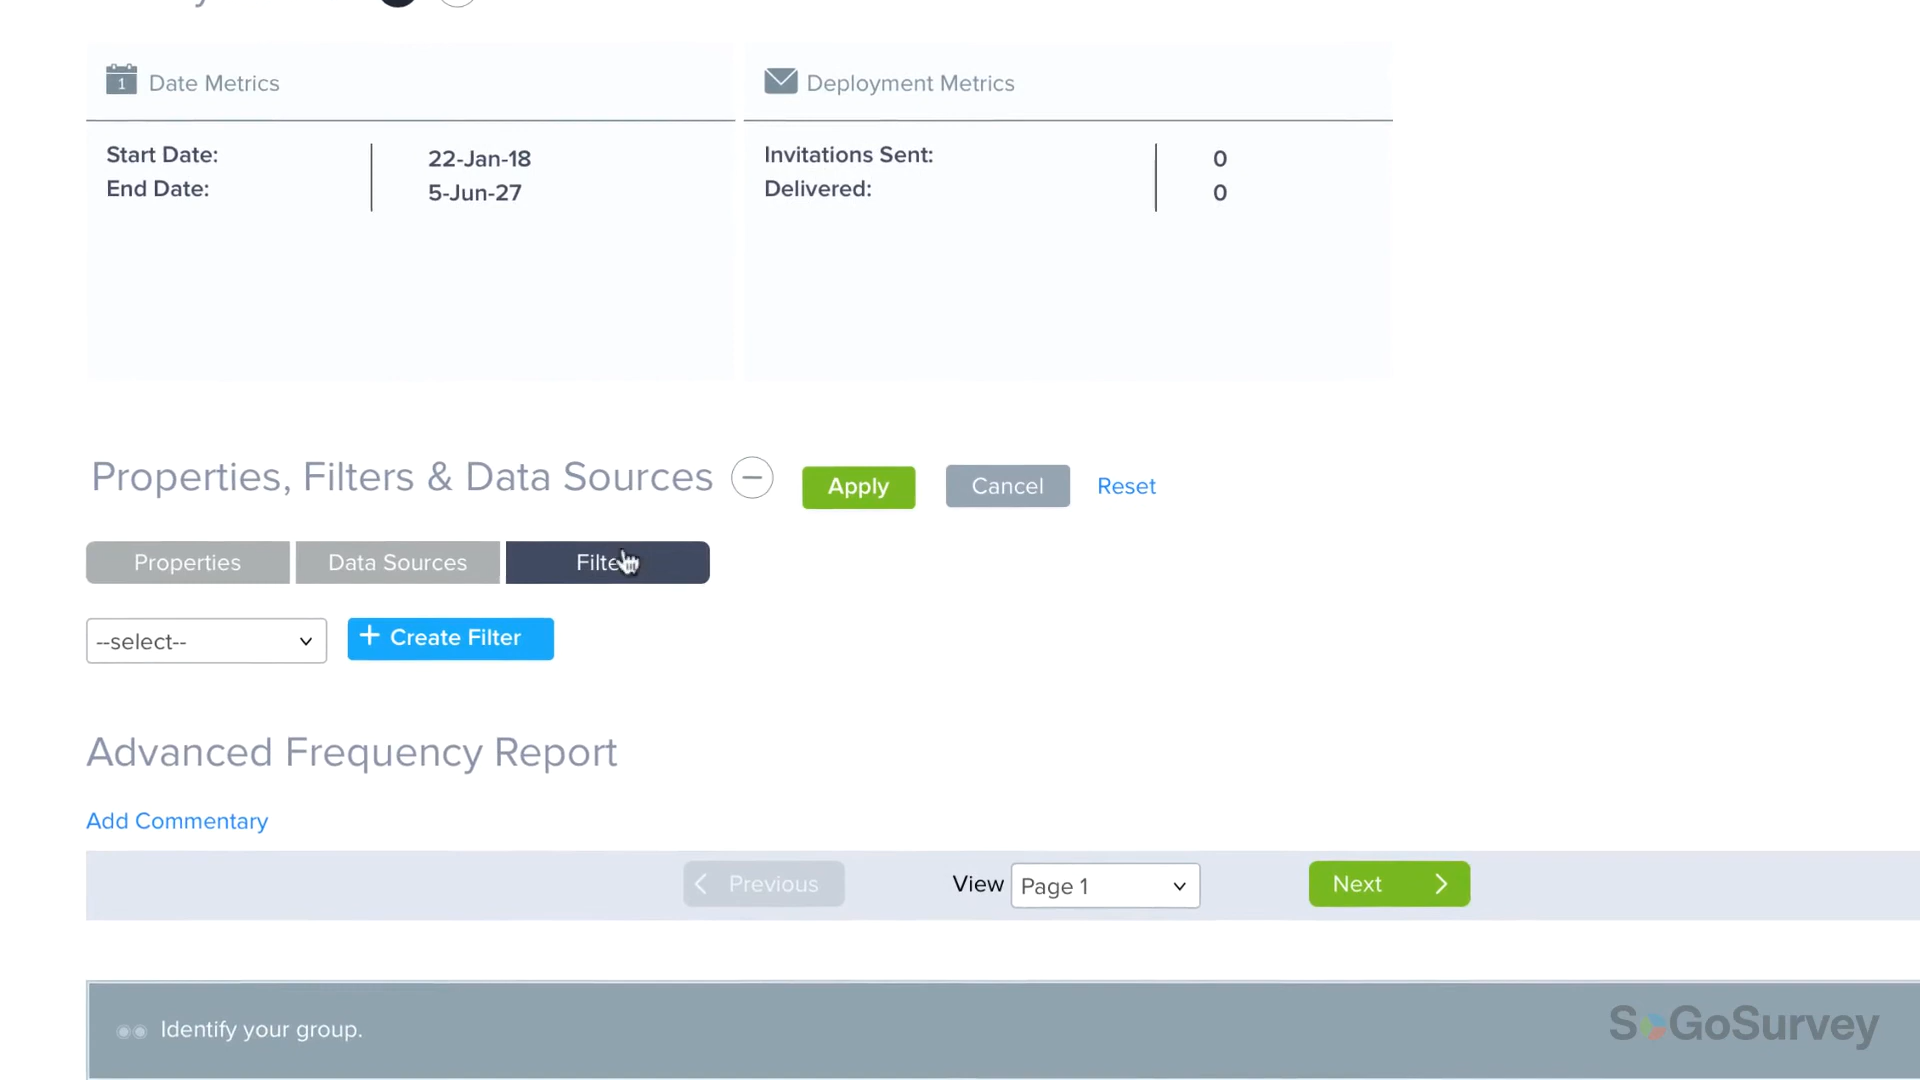 1 Date Metrics
Deployment Metrics
Start Date: 22-Jan-18
End Date: 5-Jun-27
Invitations Sent: 0
Delivered: 0
Properties, Filters & Data Sources
Apply Cancel Reset
Properties Data Sources
--select-- + Create Filter
Advanced Frequency Report
Add Commentary
Previous View Page 1 Next
Identify your group.
SoGoSurvey